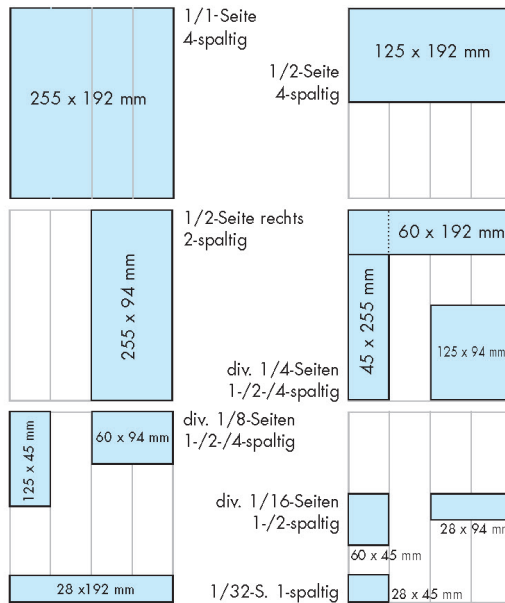 1/1-Seite
4-spaltig
255 x 192 mm
125 x 192 mm
1/2-Seite
4-spaltig
1/2-Seite rechts
2-spaltig
255 x 94 mm
60 x 192 mm
45 x 255 mm
125 x 94 mm
div. 1/4-Seiten
1-/2-/4-spaltig
div. 1/8-Seiten
1-/2-/4-spaltig
125 x 45 mm
60 x 94 mm
28 x192 mm
div. 1/16-Seiten
1-/2-spaltig
60 x 45 mm
28 x 94 mm
1/32-S. 1-spaltig
28 x 45 mm